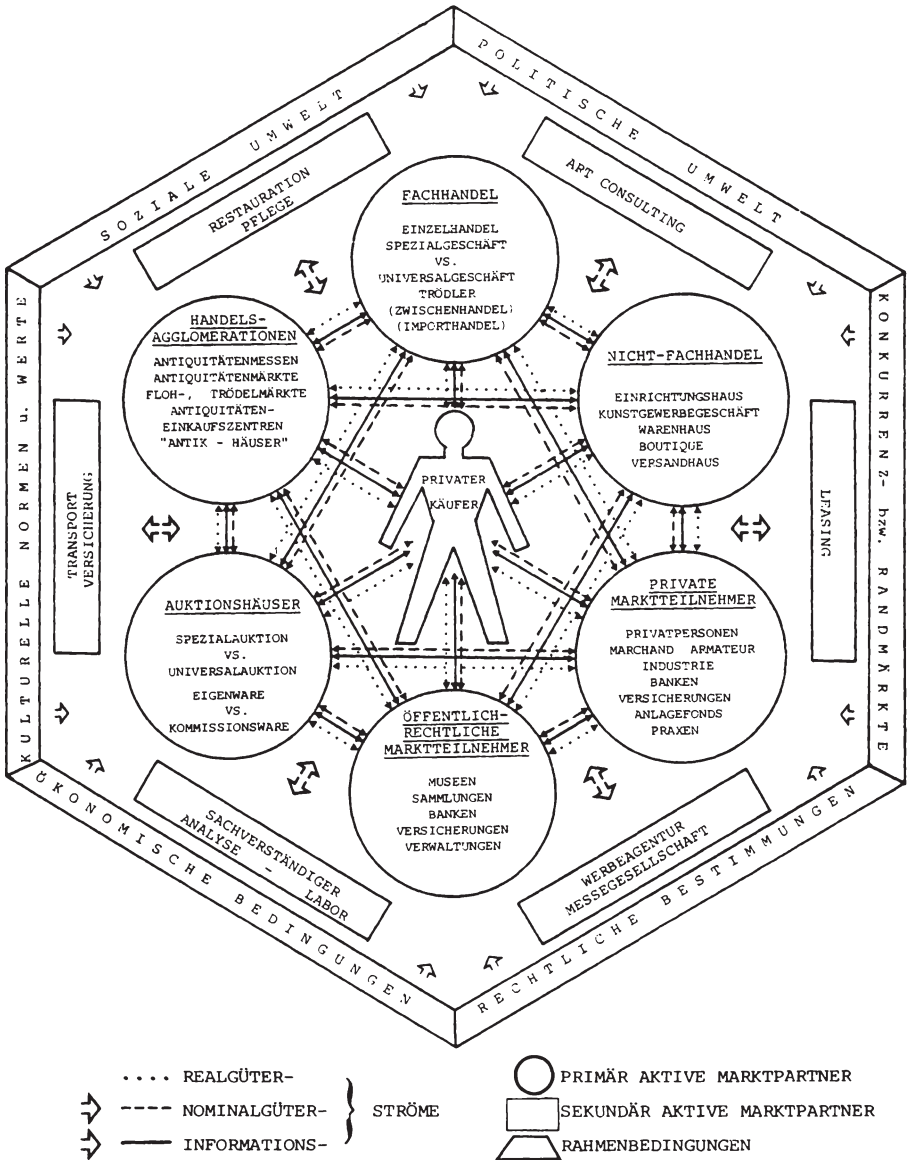 SOZIALE UMWELT
POLITISCHE UMWELT
RESTAURATION
PFLEGE
ART CONSULTING
FACHHANDEL
EINZELHANDEL
SPEZIALGESCHÄFT
VS.
UNIVERSALGESCHÄFT
TRÖDLER
(ZWISCHENHANDEL)
(IMPORTHANDEL)
HANDELS-
AGGLOMERATIONEN
ANTIQUITÄTENMESSEN
ANTIQUITÄTENMÄRKTE
FLOH-, TRÖDELMÄRKTE
ANTIQUITÄTEN-
EINKAUFSZENTREN
"ANTIK - HÄUSER"
NICHT-FACHHANDEL
EINRICHTUNGSHAUS
KUNSTGEWERBEGESCHÄFT
WARENHAUS
BOUTIQUE
VERSANDHAUS
KULTURELLE NORMEN u. WERTE
KONKURRENZ- bzw. RANDMÄRKTE
TRANSPORT
VERSICHERUNG
PRIVATER
KÄUFER
LEASING
AUKTIONSHÄUSER
SPEZIALAUKTION
VS.
UNIVERSALAUKTION
EIGENWARE
VS.
KOMMISSIONSWARE
PRIVATE
MARKTTEILNEHMER
PRIVATPERSONEN
MARCHAND ARMATEUR
INDUSTRIE
BANKEN
VERSICHERUNGEN
ANLAGEFONDS
PRAXEN
ÖFFENTLICH-
RECHTLICHE
MARKTTEILNEHMER
MUSEEN
SAMMLUNGEN
BANKEN
VERSICHERUNGEN
VERWALTUNGEN
SACHVERSTÄNDIGER
ANALYSE - LABOR
WERBEAGENTUR
MESSEGESELLSCHAFT
ÖKONOMISCHE BEDINGUNGEN
RECHTLICHE BESTIMMUNGEN
REALGÜTER-
NOMINALGÜTER-
INFORMATIONS-
STRÖME
PRIMÄR AKTIVE MARKTPARTNER
SEKUNDÄR AKTIVE MARKTPARTNER
RAHMENBEDINGUNGEN